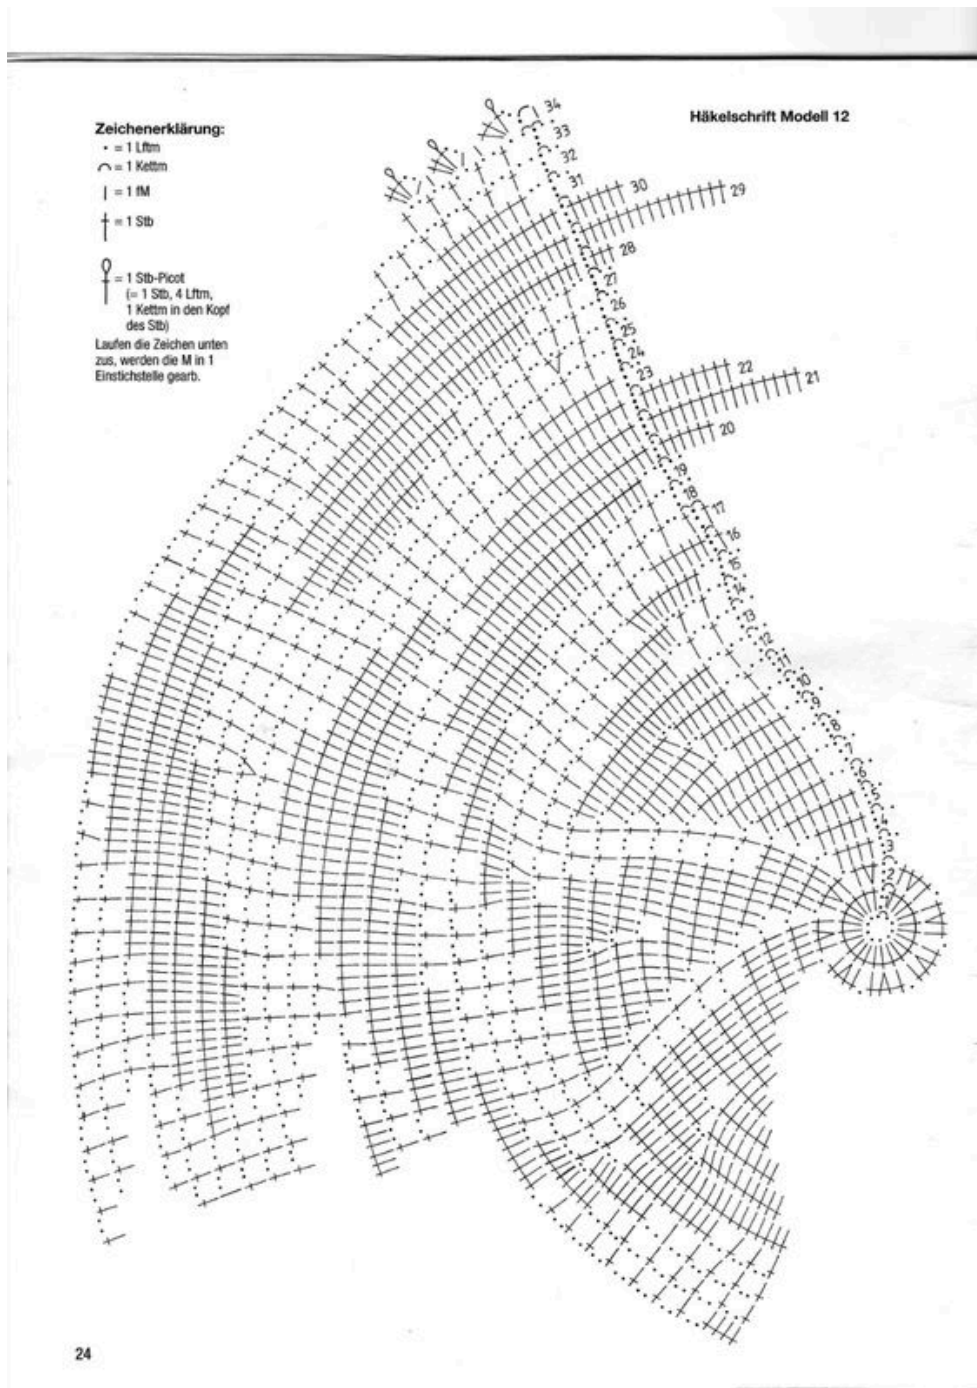 Häkelschrift Modell 12
Zeichenerklärung:
• = 1 Lftm
= 1 Kettm
= 1 fM
= 1 Stb
= 1 Stb-Picot
(= 1 Stb, 4 Lftm,
1 Kettm in den Kopf
des Stb)
Laufen die Zeichen unten
zus, werden die M in 1
Einstichstelle gearb.
34
33
32
31
30
29
28
27
26
25
24
23
22
21
20
19
18
17
16
15
14
13
12
11
10
9
8
7
6
5
4
3
2
24